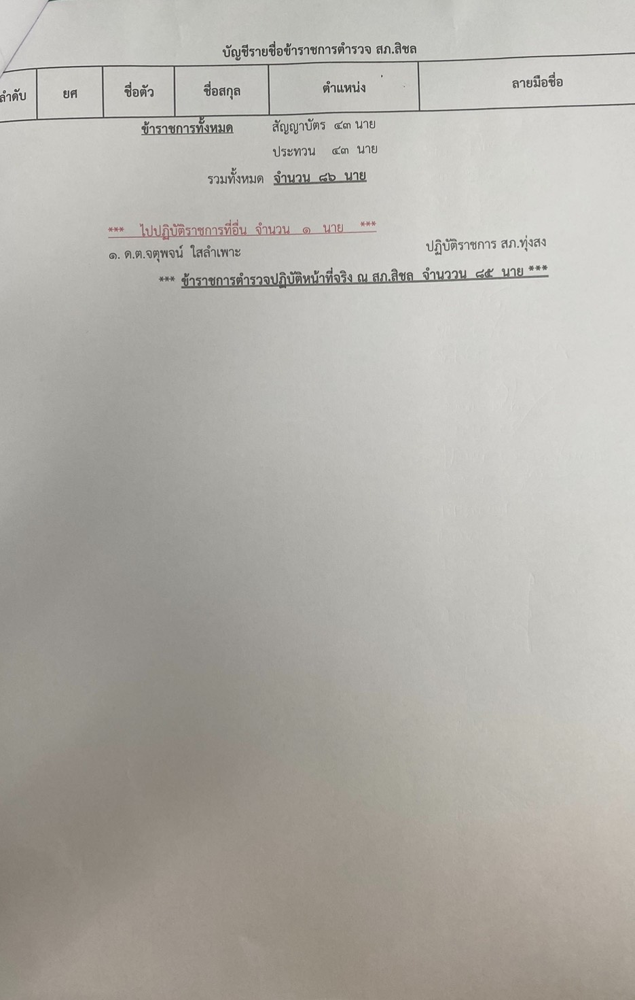 บัญชีรายชื่อข้าราชการตำรวจ สภ.สิชล
ลำดับ ยศ ชื่อตัว ชื่อสกุล ตำแหน่ง ลายมือชื่อ
ข้าราชการทั้งหมด สัญญาบัตร ๔๓ นาย
ประทวน ๔๓ นาย
รวมทั้งหมด จำนวน ๘๖ นาย
*** ไปปฏิบัติราชการที่อื่น จำนวน ๑ นาย ***
๑. ด.ต.จตุพจน์ ใสลำเพาะ ปฏิบัติราชการ สภ.ทุ่งสง
*** ข้าราชการตำรวจปฏิบัติหน้าที่จริง ณ สภ.สิชล จำนววน ๘๕ นาย ***